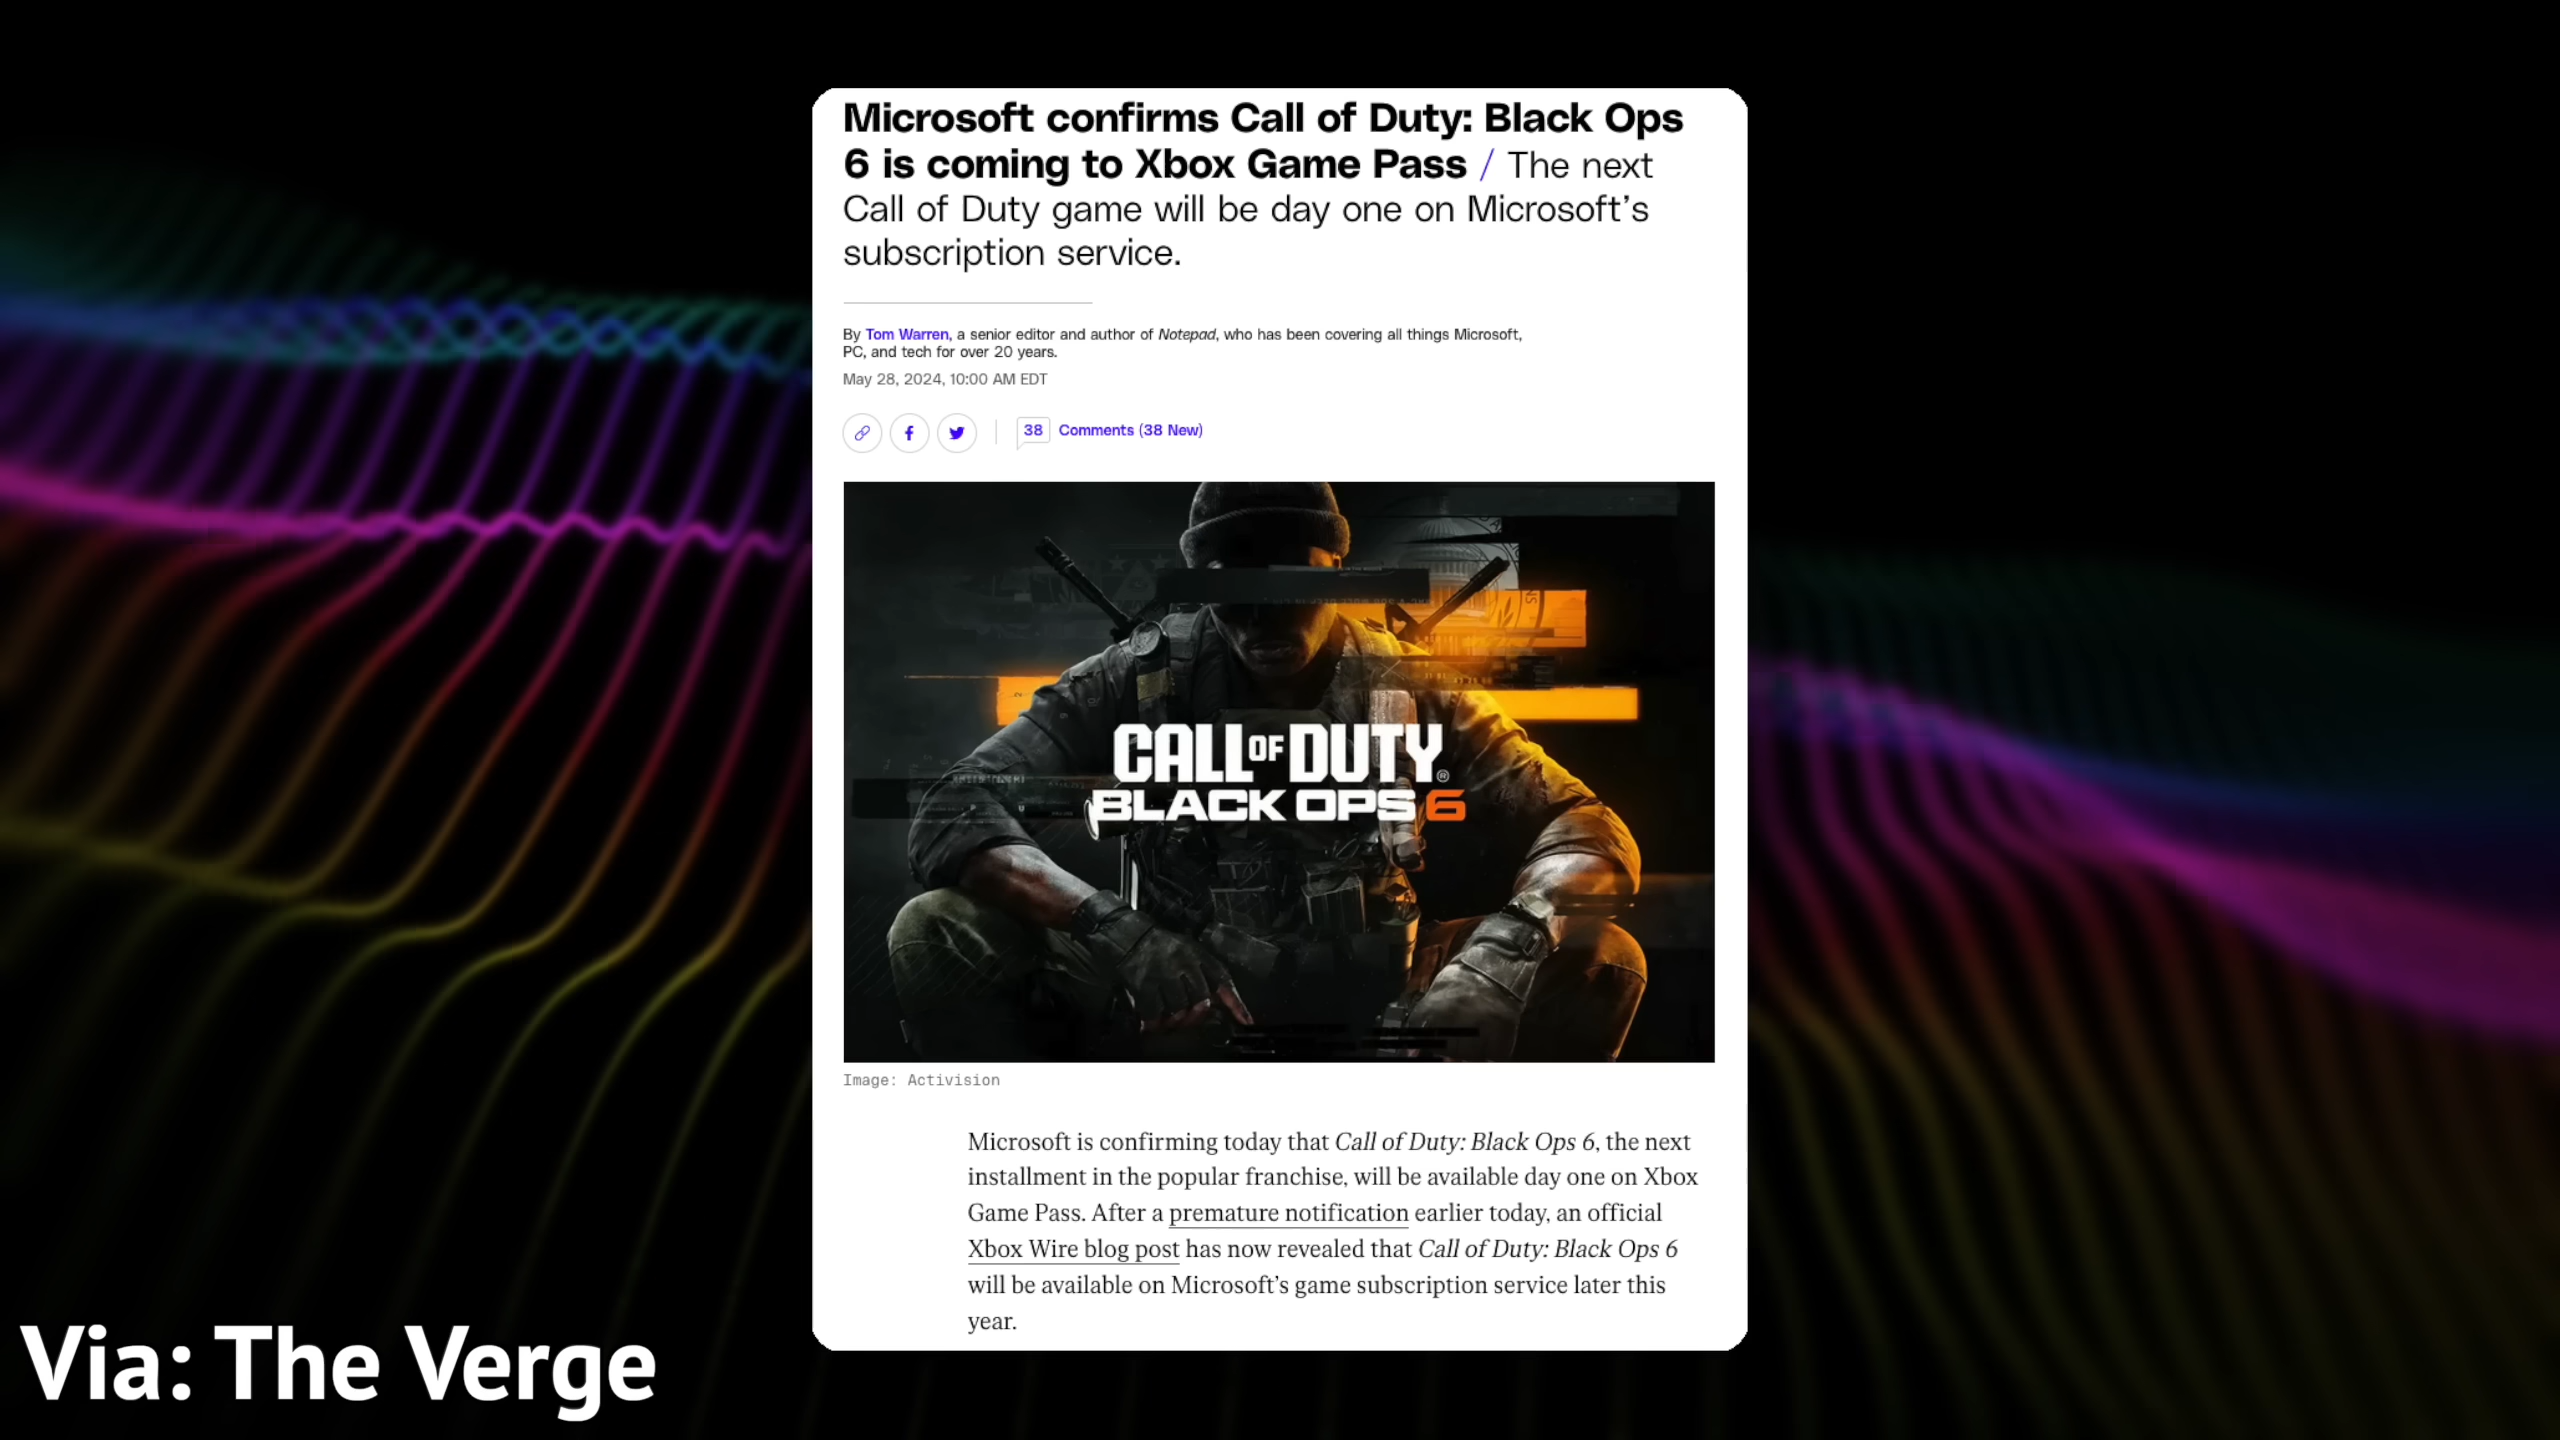 Microsoft confirms Call of Duty: Black Ops
6 is coming to Xbox Game Pass / The next
Call of Duty game will be day one on Microsoft’s
subscription service.
By Tom Warren, a senior editor and author of Notepad, who has been covering all things Microsoft,
PC, and tech for over 20 years.
May 28, 2024, 10:00 AM EDT
38 Comments (38 New)
CALL OF DUTY®
BLACK OPS 6
Image: Activision
Microsoft is confirming today that Call of Duty: Black Ops 6, the next
installment in the popular franchise, will be available day one on Xbox
Game Pass. After a premature notification earlier today, an official
Xbox Wire blog post has now revealed that Call of Duty: Black Ops 6
will be available on Microsoft’s game subscription service later this
year.
Via: The Verge